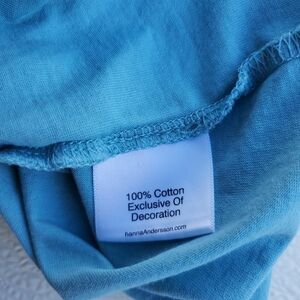 100% Cotton
Exclusive Of
Decoration
hannaAndersson.com